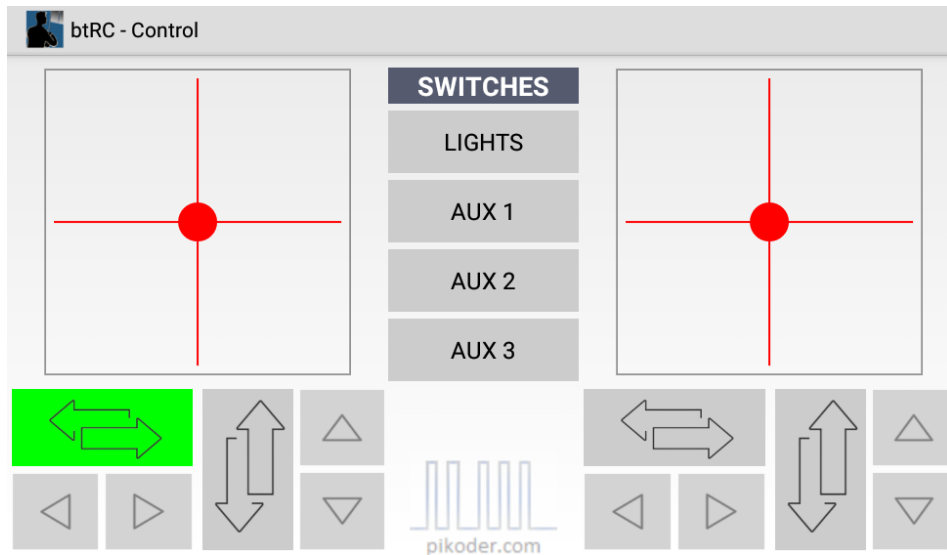 btRC - Control
SWITCHES
LIGHTS
AUX 1
AUX 2
AUX 3
pikoder.com